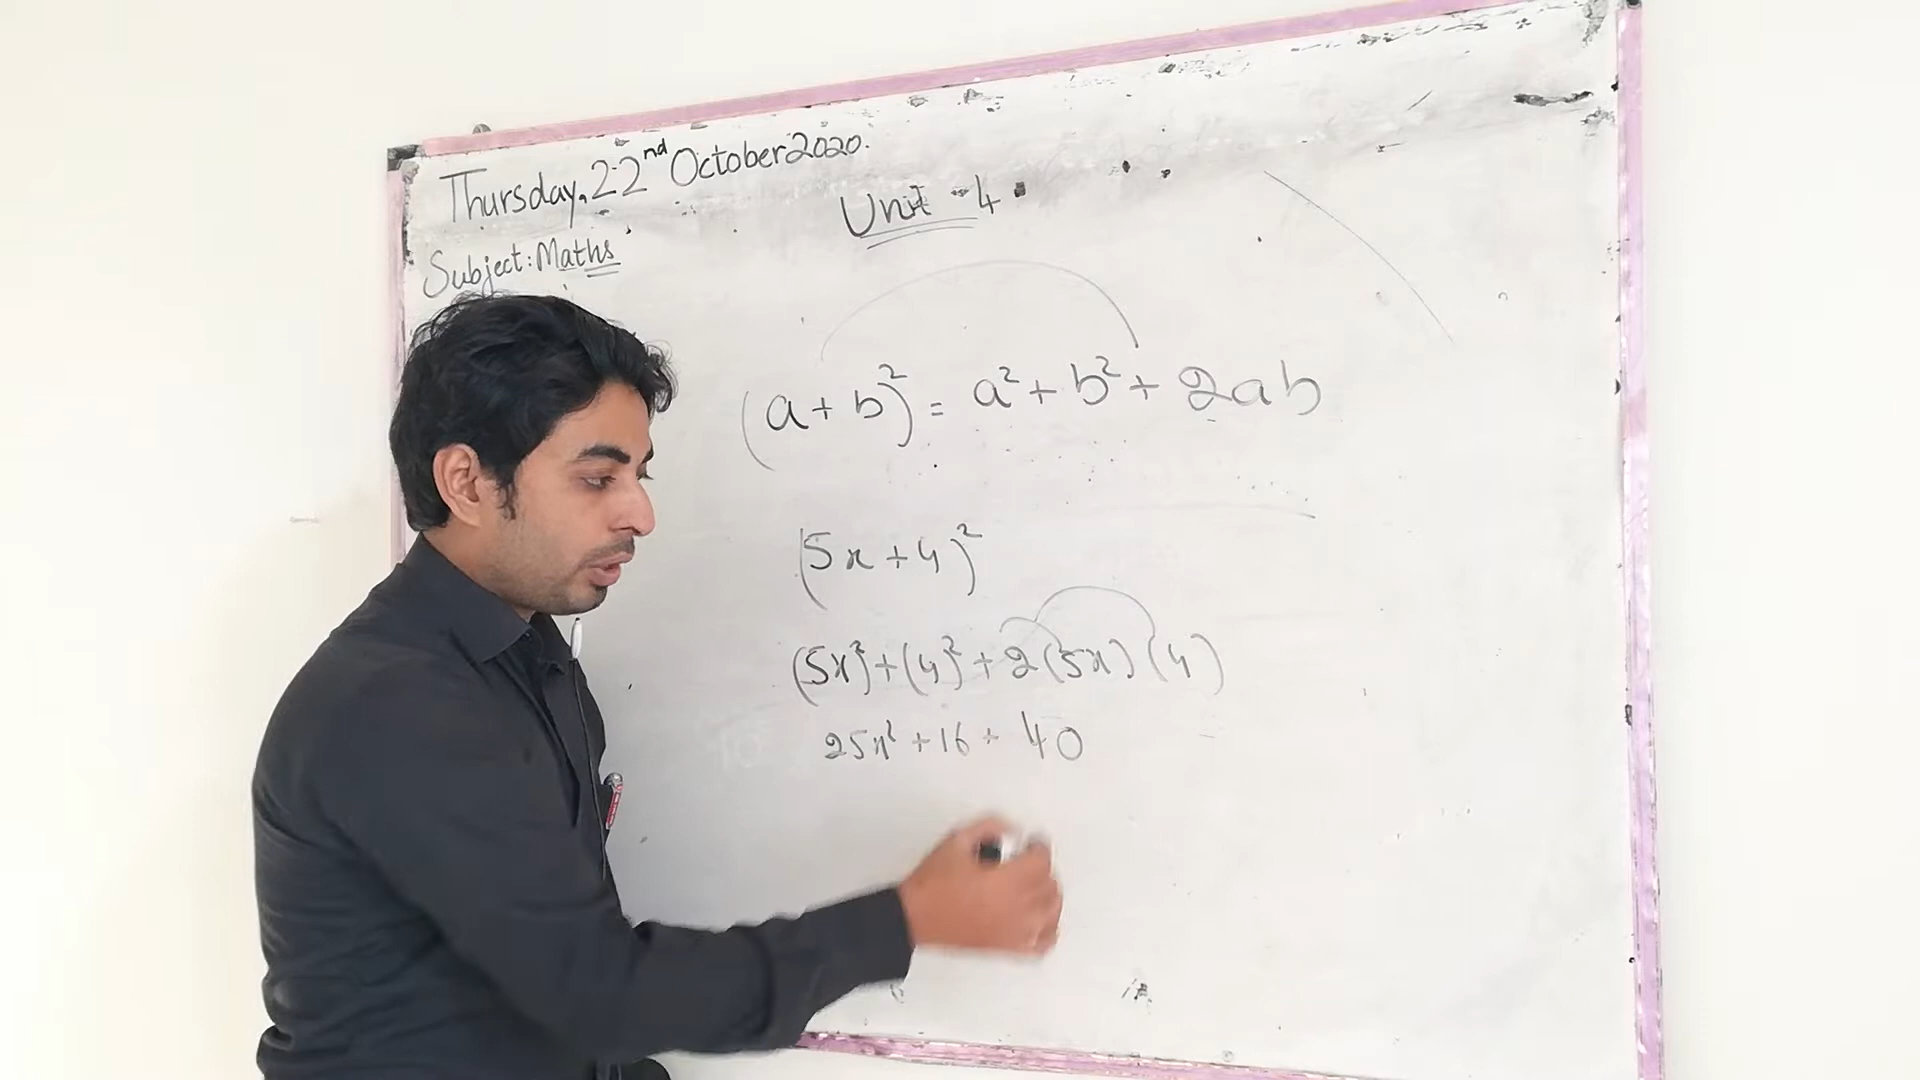 Thursday, 22nd October 2020.
Unit - 4
Subject: Maths
(a + b)² = a² + b² + 2ab
(5x + 4)²
(5x)² + (4)² + 2(5x)(4)
25x² + 16 + 40